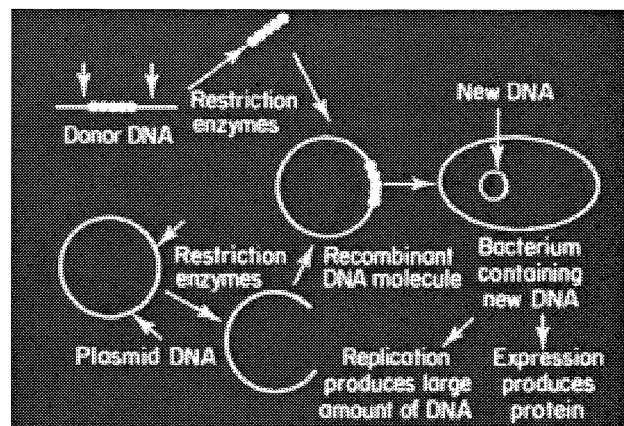 Donor DNA
Restriction
enzymes
New DNA
Restriction
enzymes
Recombinant
DNA molecule
Bacterium
containing
new DNA
Plasmid DNA
Replication
produces large
amount of DNA
Expression
produces
protein